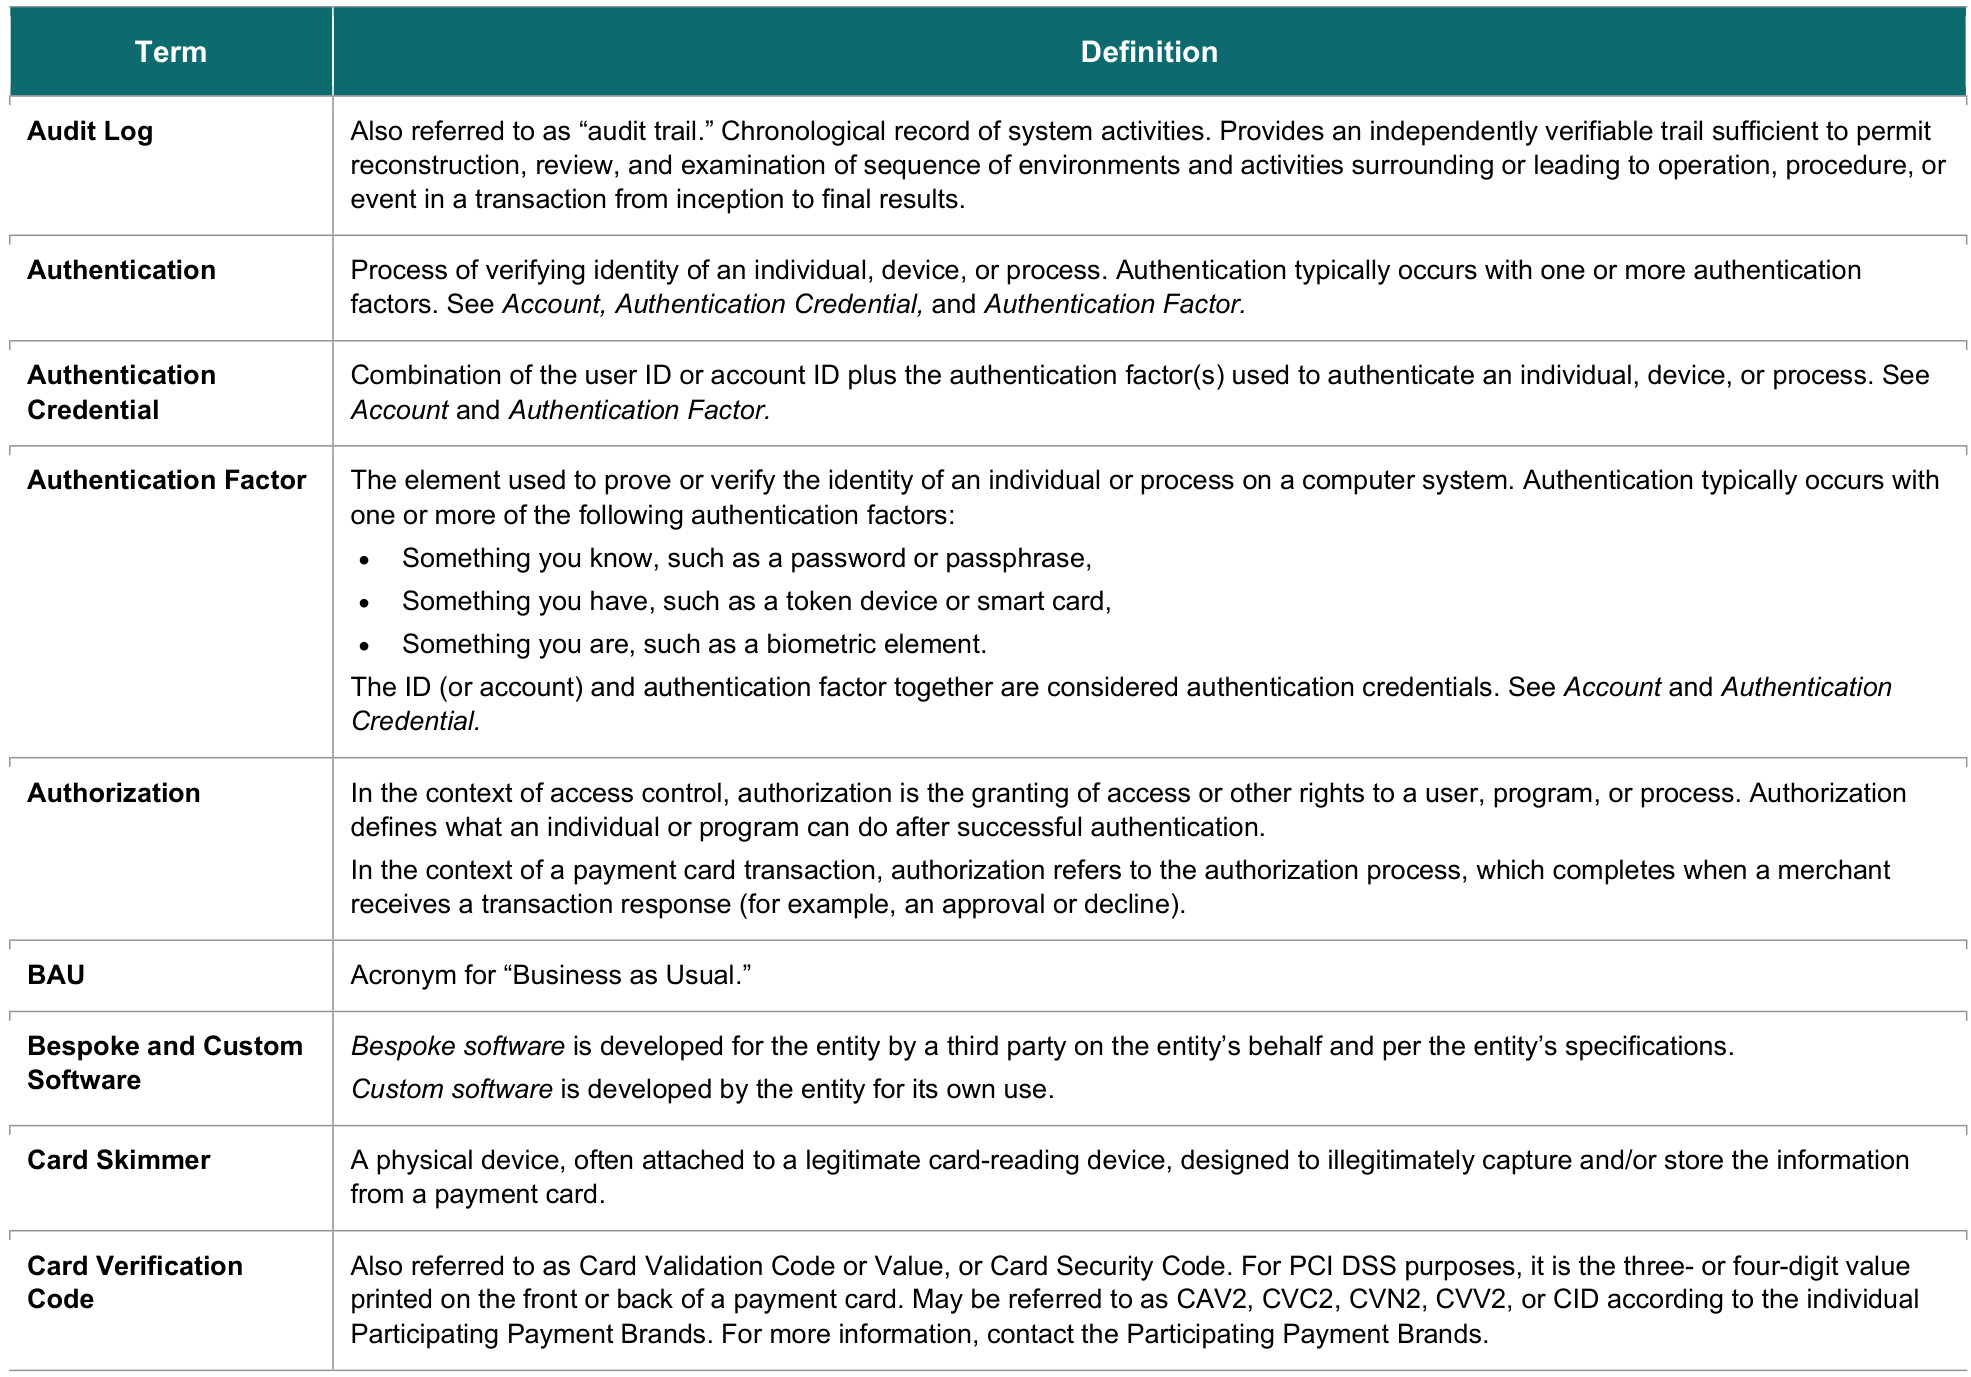 Term
Definition
Audit Log
Also referred to as “audit trail.” Chronological record of system activities. Provides an independently verifiable trail sufficient to permit
reconstruction, review, and examination of sequence of environments and activities surrounding or leading to operation, procedure, or
event in a transaction from inception to final results.
Authentication
Process of verifying identity of an individual, device, or process. Authentication typically occurs with one or more authentication
factors. See Account, Authentication Credential, and Authentication Factor.
Authentication
Credential
Combination of the user ID or account ID plus the authentication factor(s) used to authenticate an individual, device, or process. See
Account and Authentication Factor.
Authentication Factor
The element used to prove or verify the identity of an individual or process on a computer system. Authentication typically occurs with
one or more of the following authentication factors:
• Something you know, such as a password or passphrase,
• Something you have, such as a token device or smart card,
• Something you are, such as a biometric element.
The ID (or account) and authentication factor together are considered authentication credentials. See Account and Authentication
Credential.
Authorization
In the context of access control, authorization is the granting of access or other rights to a user, program, or process. Authorization
defines what an individual or program can do after successful authentication.
In the context of a payment card transaction, authorization refers to the authorization process, which completes when a merchant
receives a transaction response (for example, an approval or decline).
BAU
Acronym for “Business as Usual.”
Bespoke and Custom
Software
Bespoke software is developed for the entity by a third party on the entity’s behalf and per the entity’s specifications.
Custom software is developed by the entity for its own use.
Card Skimmer
A physical device, often attached to a legitimate card-reading device, designed to illegitimately capture and/or store the information
from a payment card.
Card Verification
Code
Also referred to as Card Validation Code or Value, or Card Security Code. For PCI DSS purposes, it is the three- or four-digit value
printed on the front or back of a payment card. May be referred to as CAV2, CVC2, CVN2, CVV2, or CID according to the individual
Participating Payment Brands. For more information, contact the Participating Payment Brands.